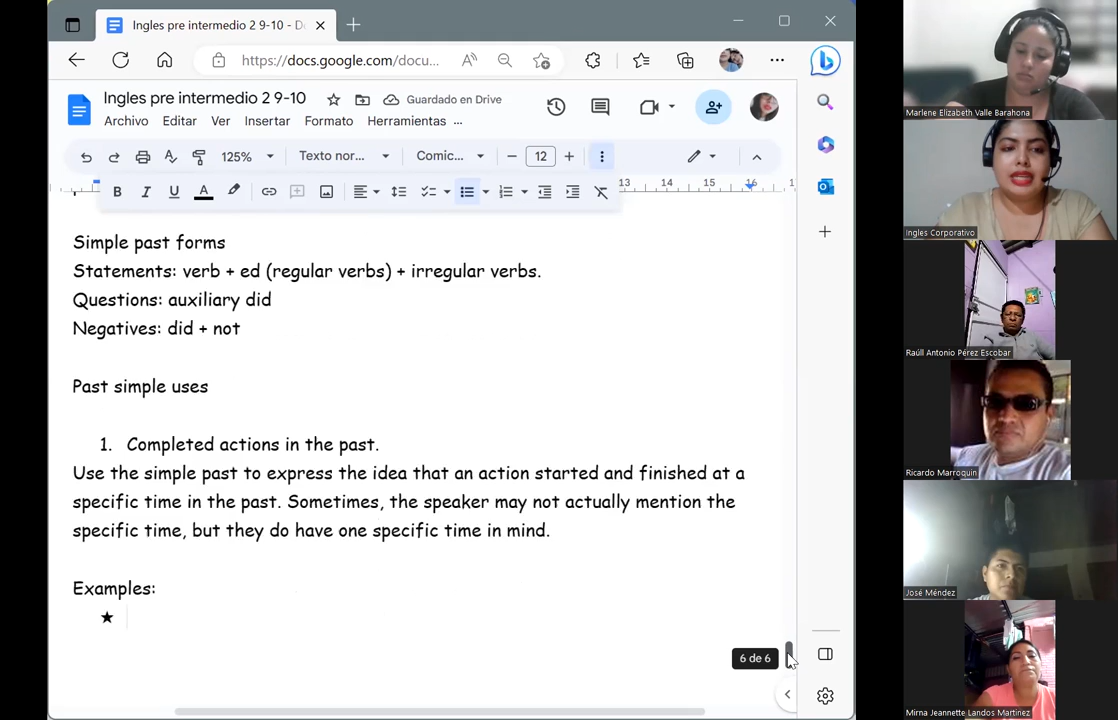 Ingles pre intermedio 2 9-10 - Do
https://docs.google.com/docu...
Ingles pre intermedio 2 9-10
Guardado en Drive
Archivo Editar Ver Insertar Formato Herramientas ...
125% Texto nor... Comic... 12
13 14 15 16
Simple past forms
Statements: verb + ed (regular verbs) + irregular verbs.
Questions: auxiliary did
Negatives: did + not
Past simple uses
1. Completed actions in the past.
Use the simple past to express the idea that an action started and finished at a
specific time in the past. Sometimes, the speaker may not actually mention the
specific time, but they do have one specific time in mind.
Examples:
★
6 de 6
Marlene Elizabeth Valle Barahona
Ingles Corporativo
Raúll Antonio Pérez Escobar
Ricardo Marroquin
José Méndez
Mirna Jeannette Landos Martinez